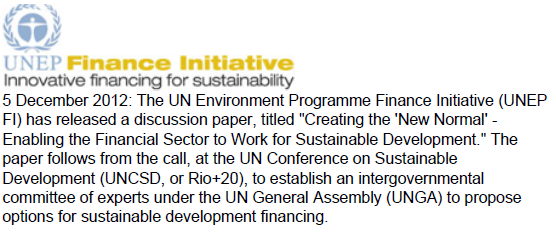 UNEP Finance Initiative
Innovative financing for sustainability
5 December 2012: The UN Environment Programme Finance Initiative (UNEP
FI) has released a discussion paper, titled "Creating the 'New Normal' -
Enabling the Financial Sector to Work for Sustainable Development." The
paper follows from the call, at the UN Conference on Sustainable
Development (UNCSD, or Rio+20), to establish an intergovernmental
committee of experts under the UN General Assembly (UNGA) to propose
options for sustainable development financing.